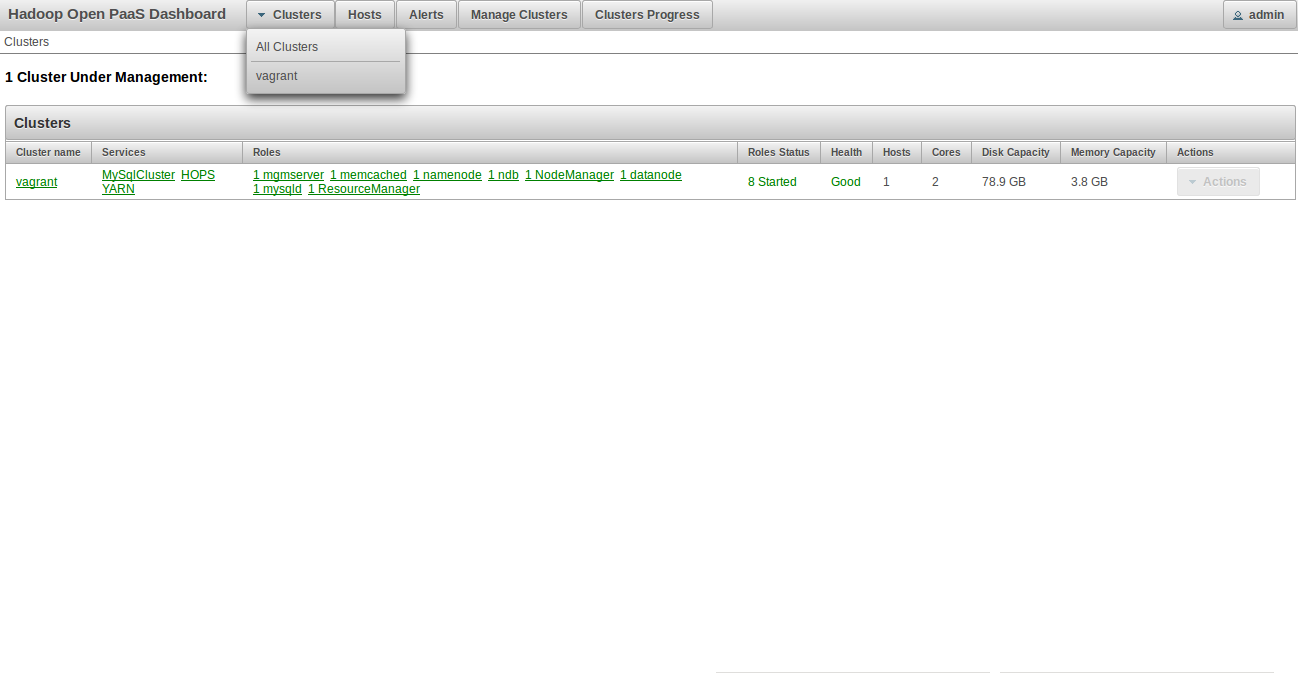 Hadoop Open PaaS Dashboard Clusters Hosts Alerts Manage Clusters Clusters Progress admin
Clusters
All Clusters
vagrant
1 Cluster Under Management:
Clusters
Cluster name Services Roles Roles Status Health Hosts Cores Disk Capacity Memory Capacity Actions
vagrant MySqlCluster HOPS 1 mgmserver 1 memcached 1 namenode 1 ndb 1 NodeManager 1 datanode 8 Started Good 1 2 78.9 GB 3.8 GB Actions
YARN 1 mysqld 1 ResourceManager